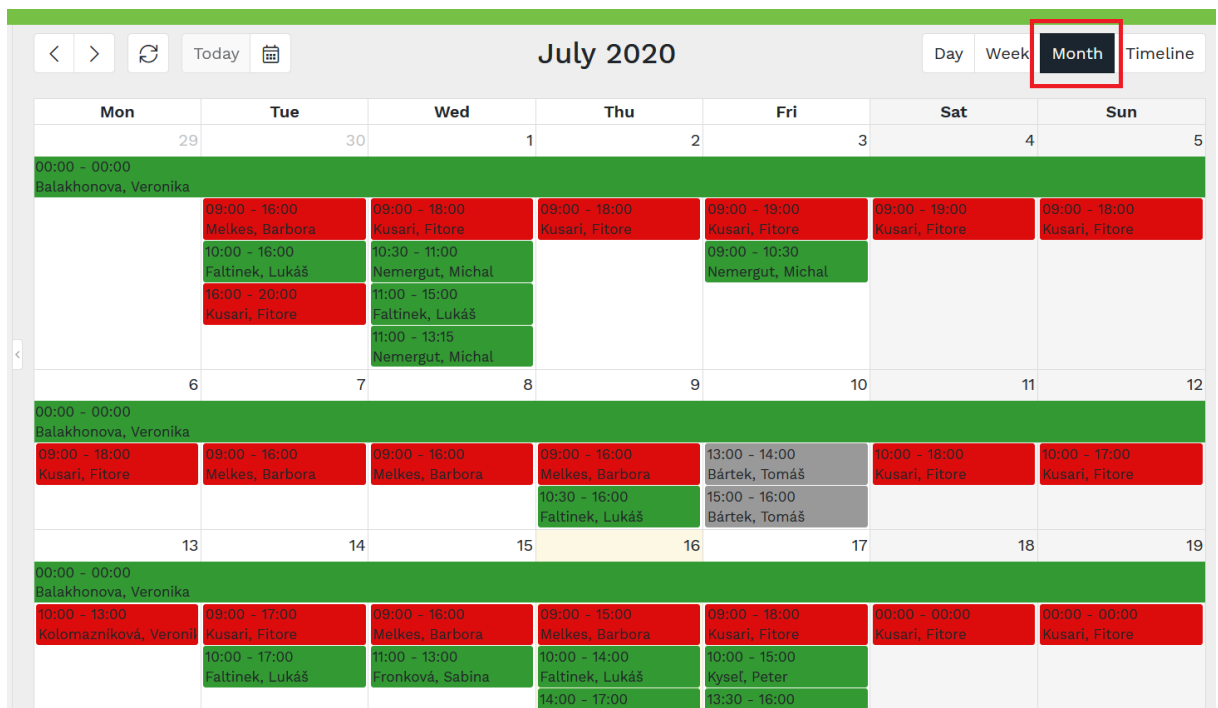 Today
July 2020
Day Week Month Timeline
Mon Tue Wed Thu Fri Sat Sun
29 30 1 2 3 4 5
00:00 - 00:00
Balakhonova, Veronika
09:00 - 16:00 09:00 - 18:00 09:00 - 18:00 09:00 - 19:00 09:00 - 19:00 09:00 - 18:00
Melkes, Barbora Kusari, Fitore Kusari, Fitore Kusari, Fitore Kusari, Fitore Kusari, Fitore
10:00 - 16:00 10:30 - 11:00 09:00 - 10:30
Faltinek, Lukáš Nemergut, Michal Nemergut, Michal
16:00 - 20:00 11:00 - 15:00
Kusari, Fitore Faltinek, Lukáš
11:00 - 13:15
Nemergut, Michal
6 7 8 9 10 11 12
00:00 - 00:00
Balakhonova, Veronika
09:00 - 18:00 09:00 - 16:00 09:00 - 16:00 09:00 - 16:00 13:00 - 14:00 10:00 - 18:00 10:00 - 17:00
Kusari, Fitore Melkes, Barbora Melkes, Barbora Melkes, Barbora Bártek, Tomáš Kusari, Fitore Kusari, Fitore
10:30 - 16:00 15:00 - 16:00
Faltinek, Lukáš Bártek, Tomáš
13 14 15 16 17 18 19
00:00 - 00:00
Balakhonova, Veronika
10:00 - 13:00 09:00 - 17:00 09:00 - 16:00 09:00 - 15:00 09:00 - 18:00 00:00 - 00:00 00:00 - 00:00
Kolomazníková, Veronil Kusari, Fitore Melkes, Barbora Melkes, Barbora Kusari, Fitore Kusari, Fitore Kusari, Fitore
10:00 - 17:00 11:00 - 13:00 10:00 - 14:00 10:00 - 15:00
Faltinek, Lukáš Fronková, Sabina Faltinek, Lukáš Kyseľ, Peter
14:00 - 17:00 13:30 - 16:00